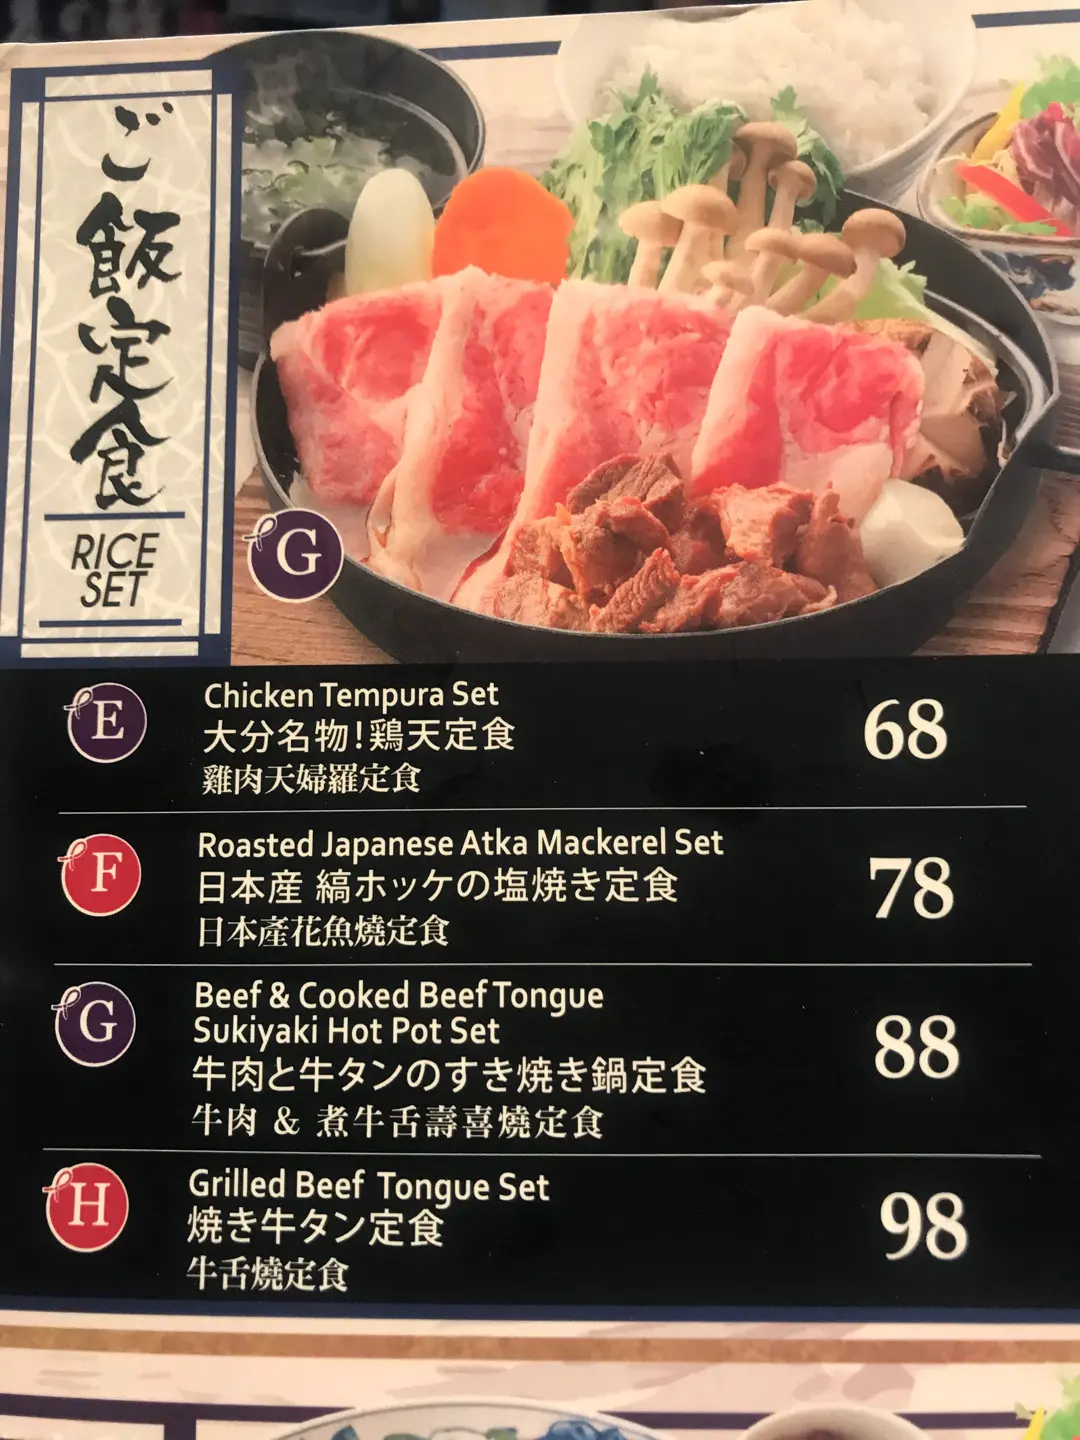 ご飯定食
RICE
SET
G
E
Chicken Tempura Set
大分名物!鶏天定食
雞肉天婦羅定食
68
F
Roasted Japanese Atka Mackerel Set
日本産 縞ホッケの塩焼き定食
日本產花魚燒定食
78
G
Beef & Cooked Beef Tongue
Sukiyaki Hot Pot Set
牛肉と牛タンのすき焼き鍋定食
牛肉 & 煮牛舌壽喜燒定食
88
H
Grilled Beef Tongue Set
焼き牛タン定食
牛舌燒定食
98